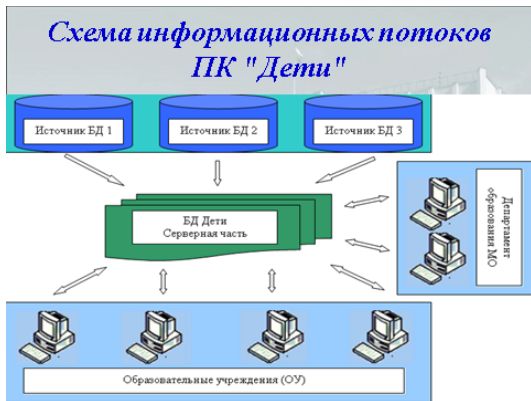 Схема информационных потоков
ПК "Дети"
Источник БД 1
Источник БД 2
Источник БД 3
БД Дети
Серверная часть
Департамент
образования МО
Образовательные учреждения (ОУ)